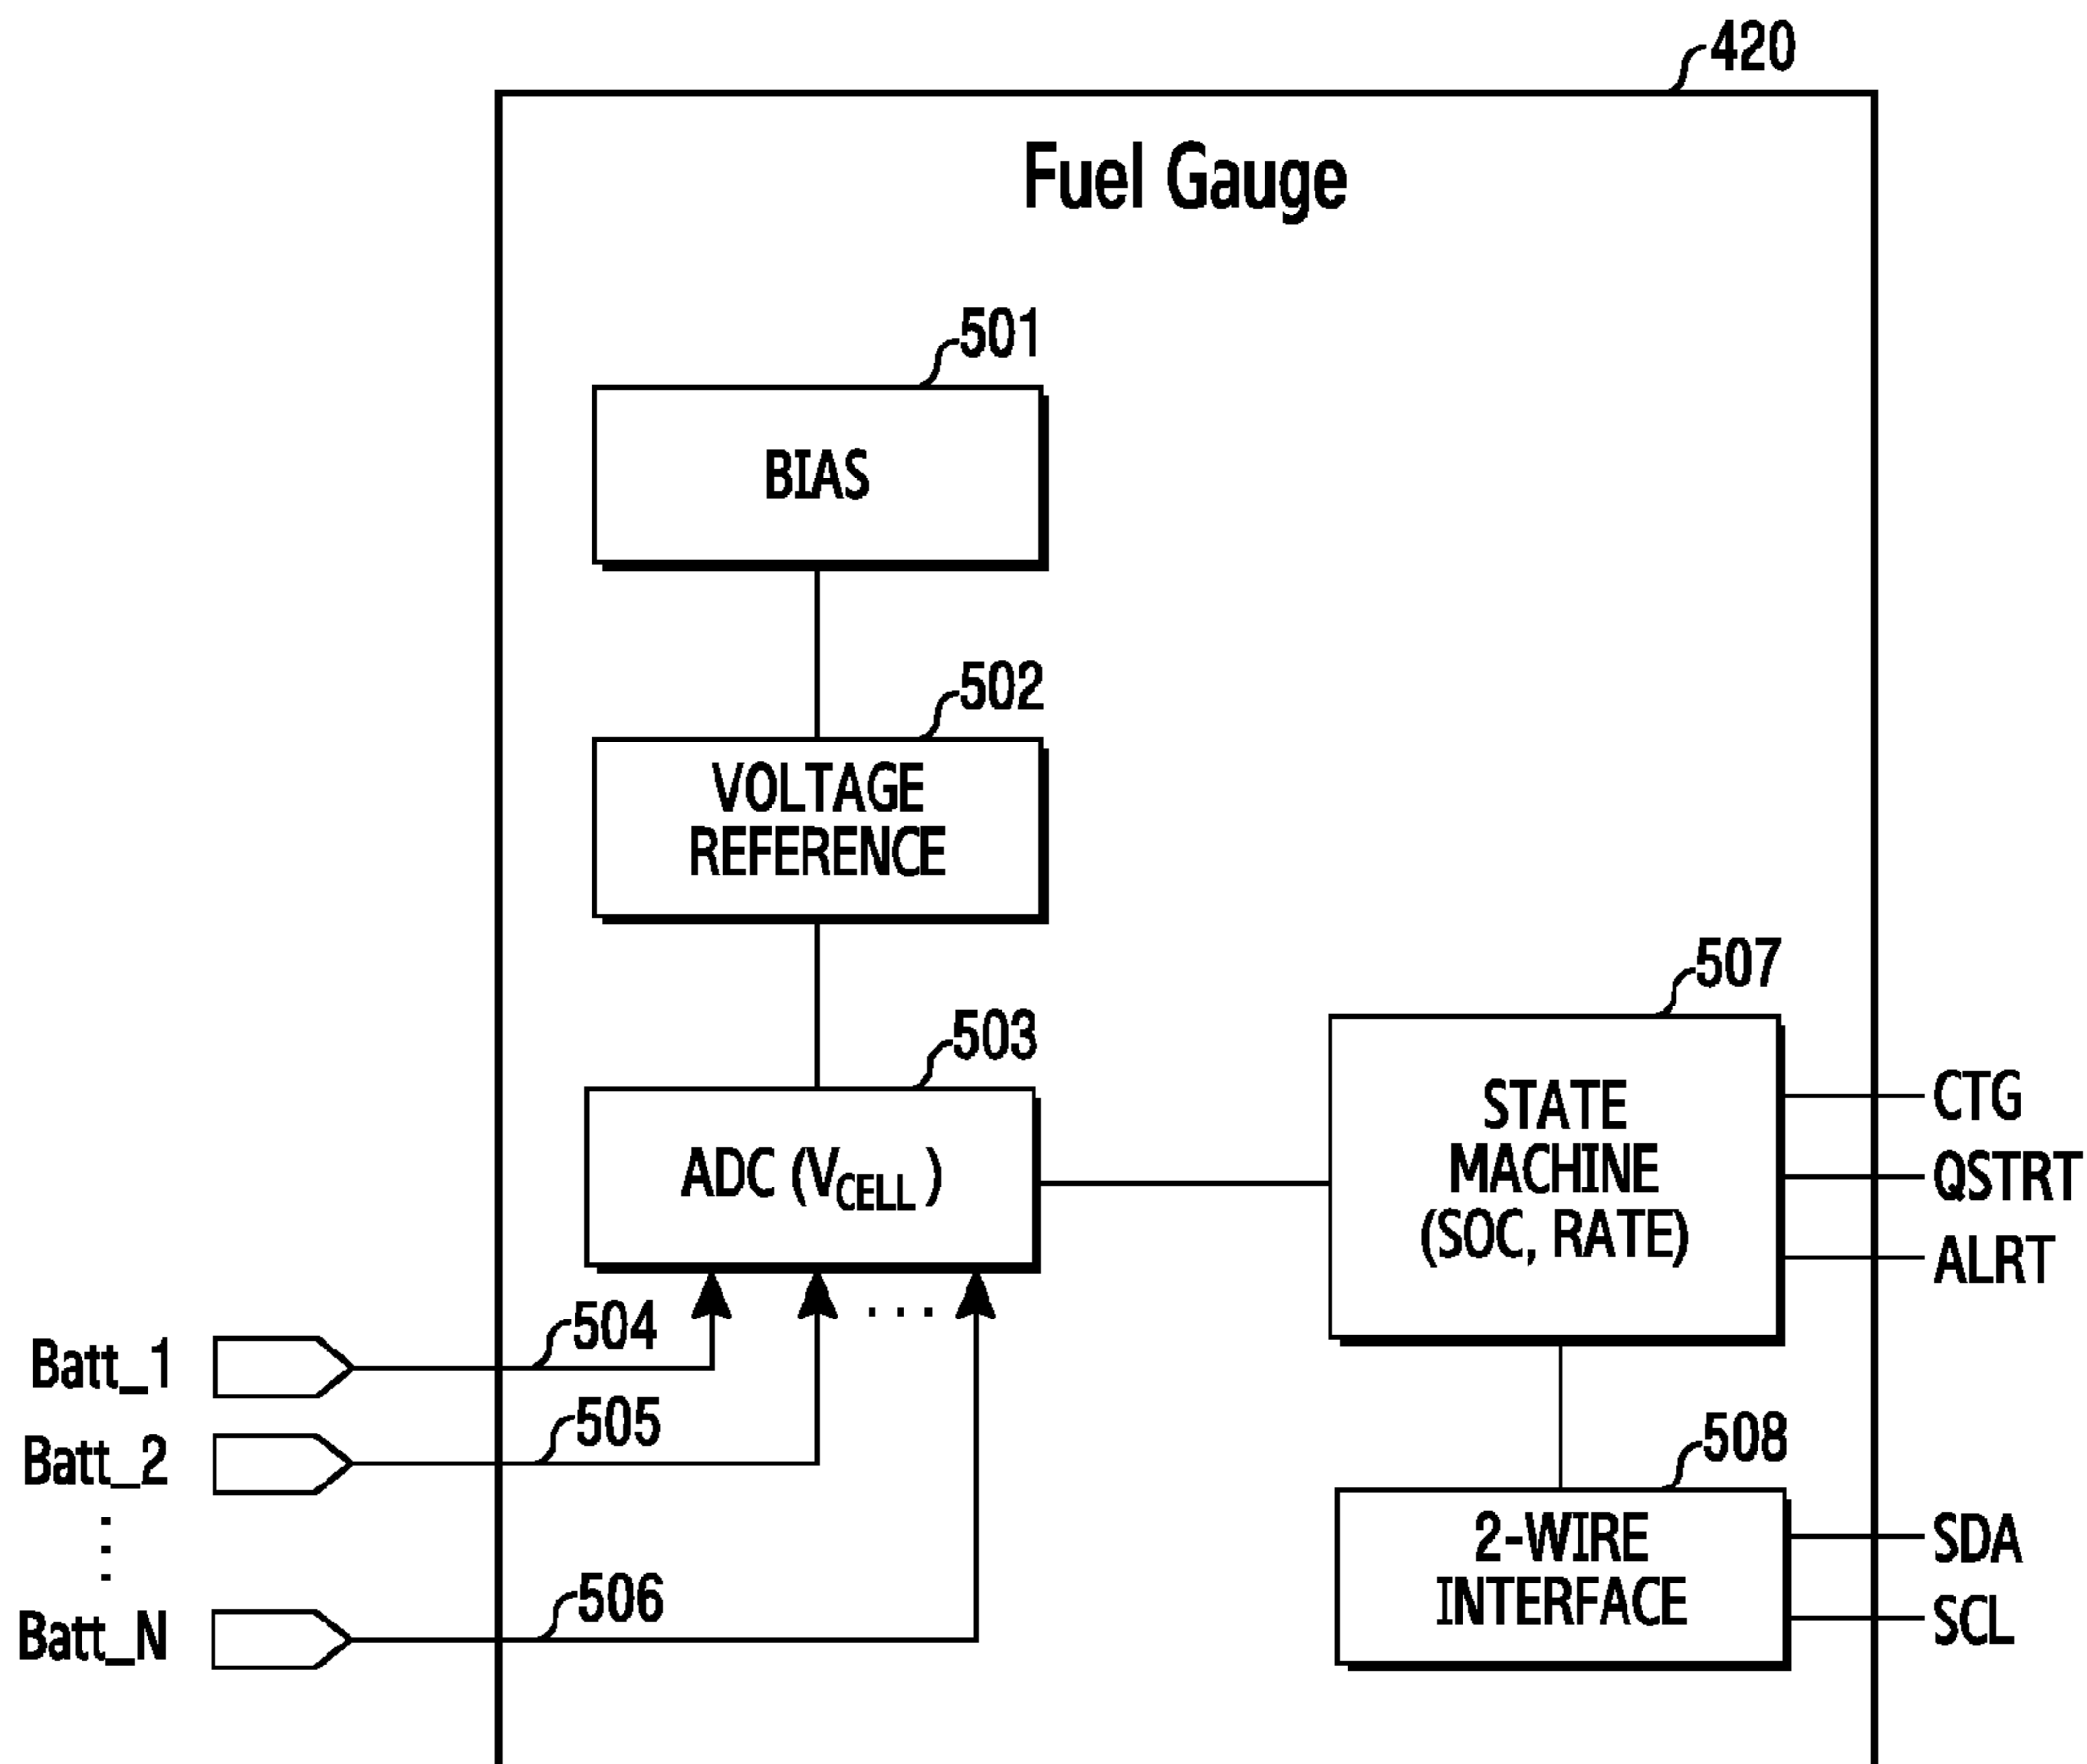 420
Fuel Gauge
501
BIAS
502
VOLTAGE
REFERENCE
503
ADC (VCELL)
507
STATE
MACHINE
(SOC, RATE)
CTG
QSTRT
ALRT
. . .
Batt_1
504
Batt_2
505
Batt_N
506
508
2-WIRE
INTERFACE
SDA
SCL